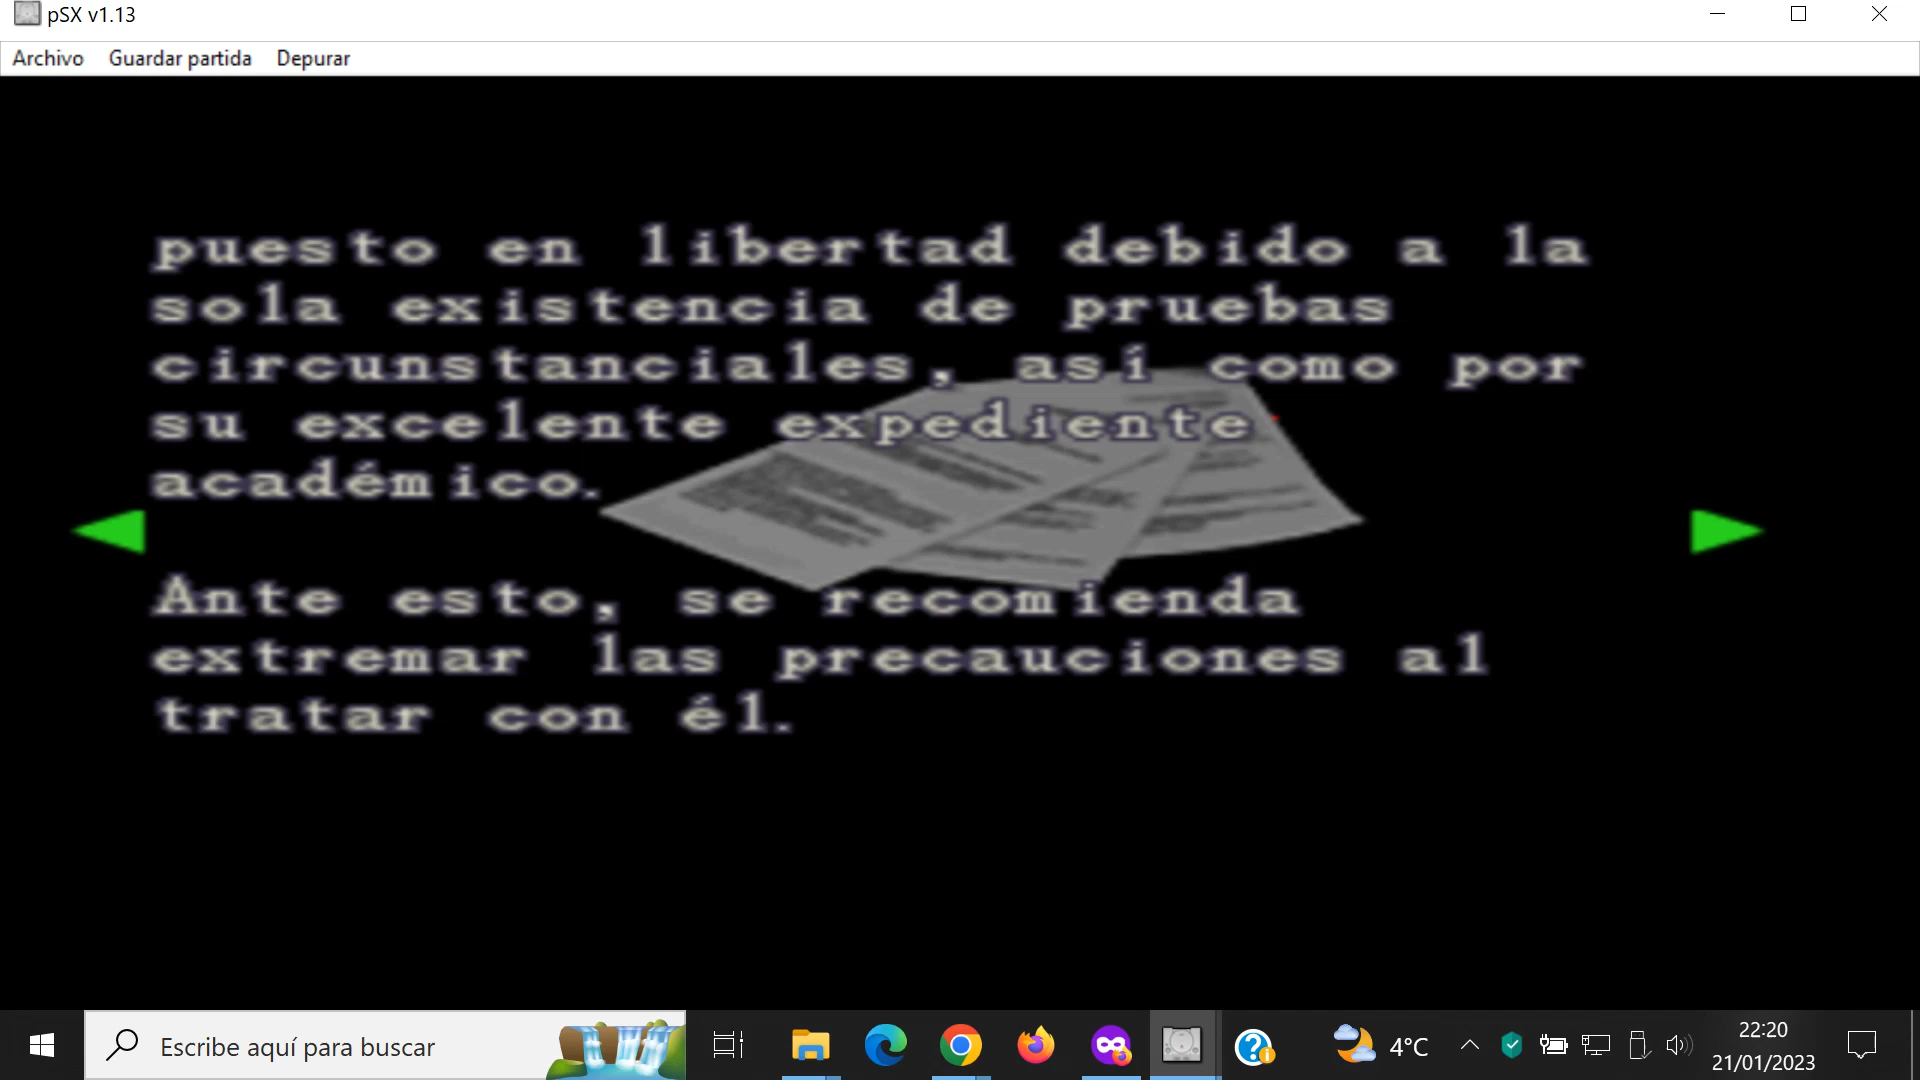 pSX v1.13
Archivo Guardar partida Depurar
puesto en libertad debido a la
sola existencia de pruebas
circunstanciales, así como por
su excelente expediente
académico.
Ante esto, se recomienda
extremar las precauciones al
tratar con él.
Escribe aquí para buscar
4°C
22:20
21/01/2023